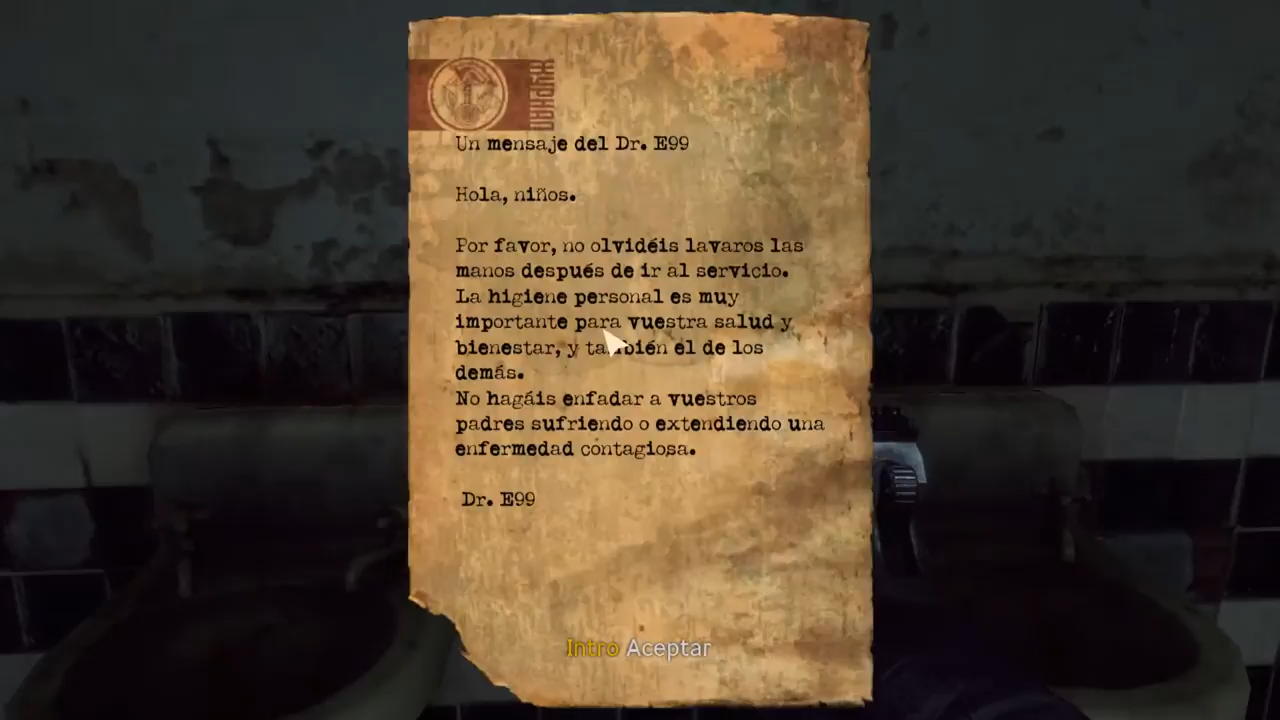 Un mensaje del Dr. E99
Hola, niños.
Por favor, no olvidéis lavaros las
manos después de ir al servicio.
La higiene personal es muy
importante para vuestra salud y
bienestar, y también el de los
demás.
No hagáis enfadar a vuestros
padres sufriendo o extendiendo una
enfermedad contagiosa.
Dr. E99
Intro Aceptar